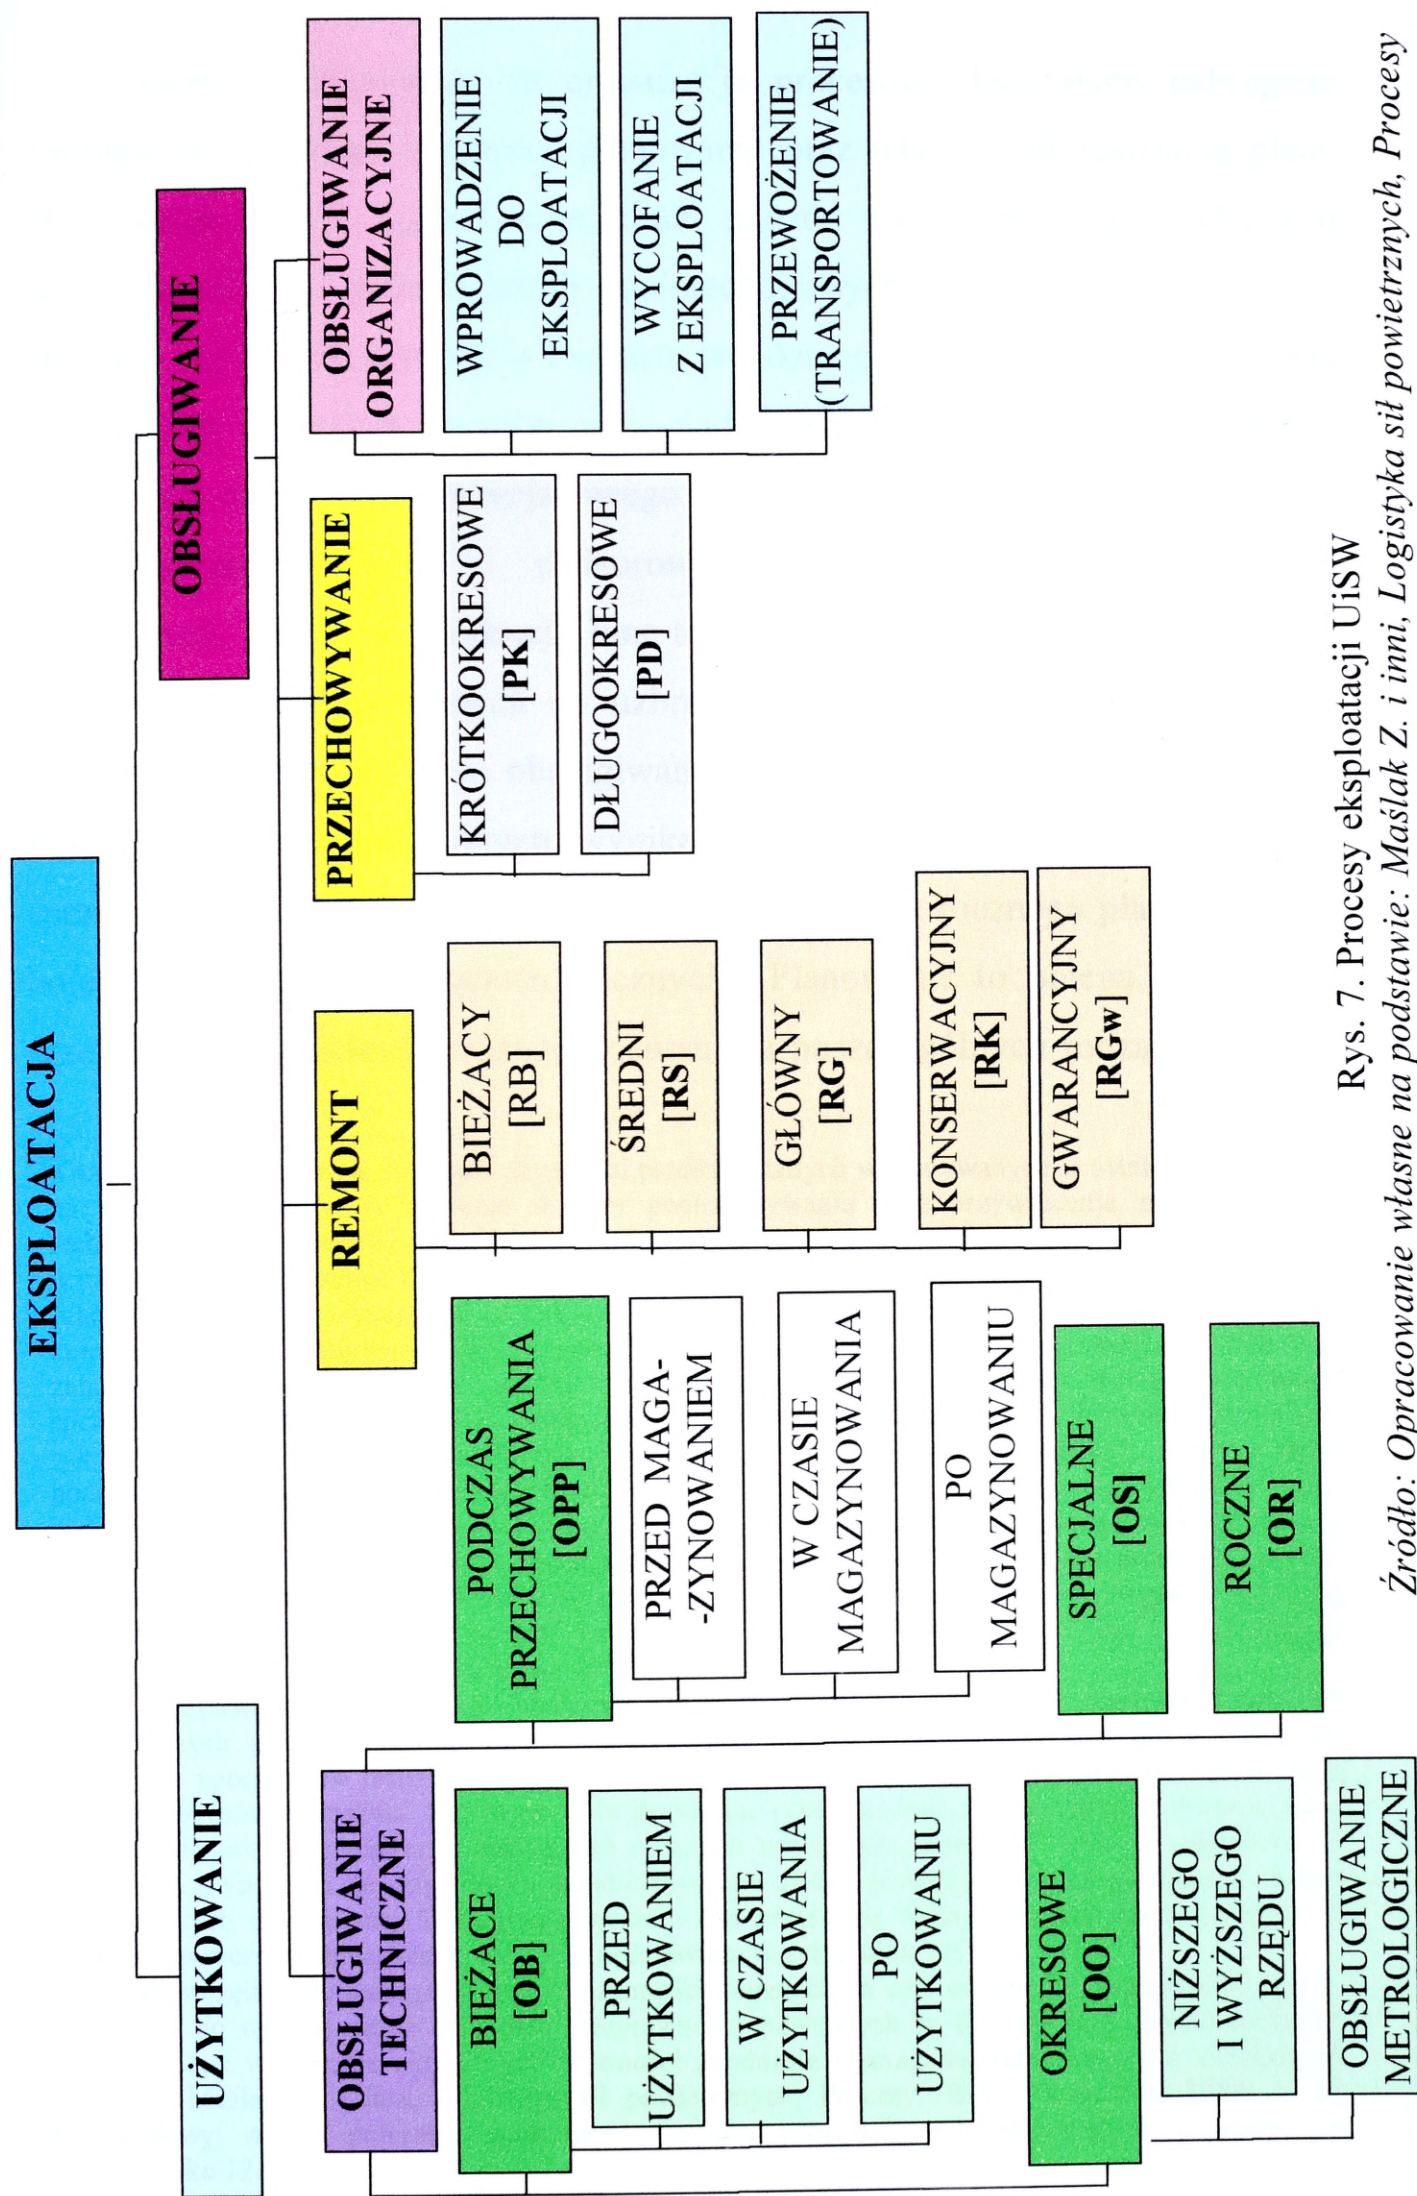 EKSPLOATACJA
UŻYTKOWANIE
OBSŁUGIWANIE
OBSŁUGIWANIE
TECHNICZNE
BIEŻACE
[OB]
PRZED
UŻYTKOWANIEM
W CZASIE
UŻYTKOWANIA
PO
UŻYTKOWANIU
OKRESOWE
[OO]
NIŻSZEGO
I WYŻSZEGO
RZĘDU
OBSŁUGIWANIE
METROLOGICZNE
PODCZAS
PRZECHOWYWANIA
[OPP]
PRZED MAGA-
-ZYNOWANIEM
W CZASIE
MAGAZYNOWANIA
PO
MAGAZYNOWANIU
SPECJALNE
[OS]
ROCZNE
[OR]
REMONT
BIEŻĄCY
[RB]
ŚREDNI
[RS]
GŁÓWNY
[RG]
KONSERWACYJNY
[RK]
GWARANCYJNY
[RGw]
PRZECHOWYWANIE
KRÓTKOOKRESOWE
[PK]
DŁUGOOKRESOWE
[PD]
OBSŁUGIWANIE
ORGANIZACYJNE
WPROWADZENIE
DO
EKSPLOATACJI
WYCOFANIE
Z EKSPLOATACJI
PRZEWOŻENIE
(TRANSPORTOWANIE)
Rys. 7. Procesy eksploatacji UiSW
Źródło: Opracowanie własne na podstawie: Maślak Z. i inni, Logistyka sił powietrznych, Procesy